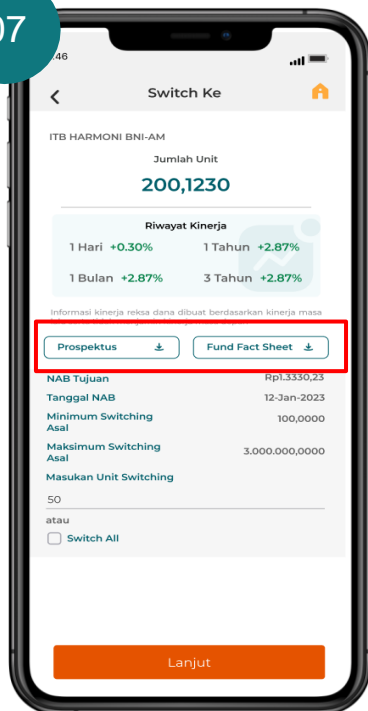 07
:46
Switch Ke
ITB HARMONI BNI-AM
Jumlah Unit
200,1230
Riwayat Kinerja
1 Hari +0.30%
1 Tahun +2.87%
1 Bulan +2.87%
3 Tahun +2.87%
Informasi kinerja reksa dana dibuat berdasarkan kinerja masa
Prospektus
Fund Fact Sheet
NAB Tujuan
Rp1.3330,23
Tanggal NAB
12-Jan-2023
Minimum Switching
Asal
100,0000
Maksimum Switching
Asal
3.000.000,0000
Masukan Unit Switching
50
atau
Switch All
Lanjut